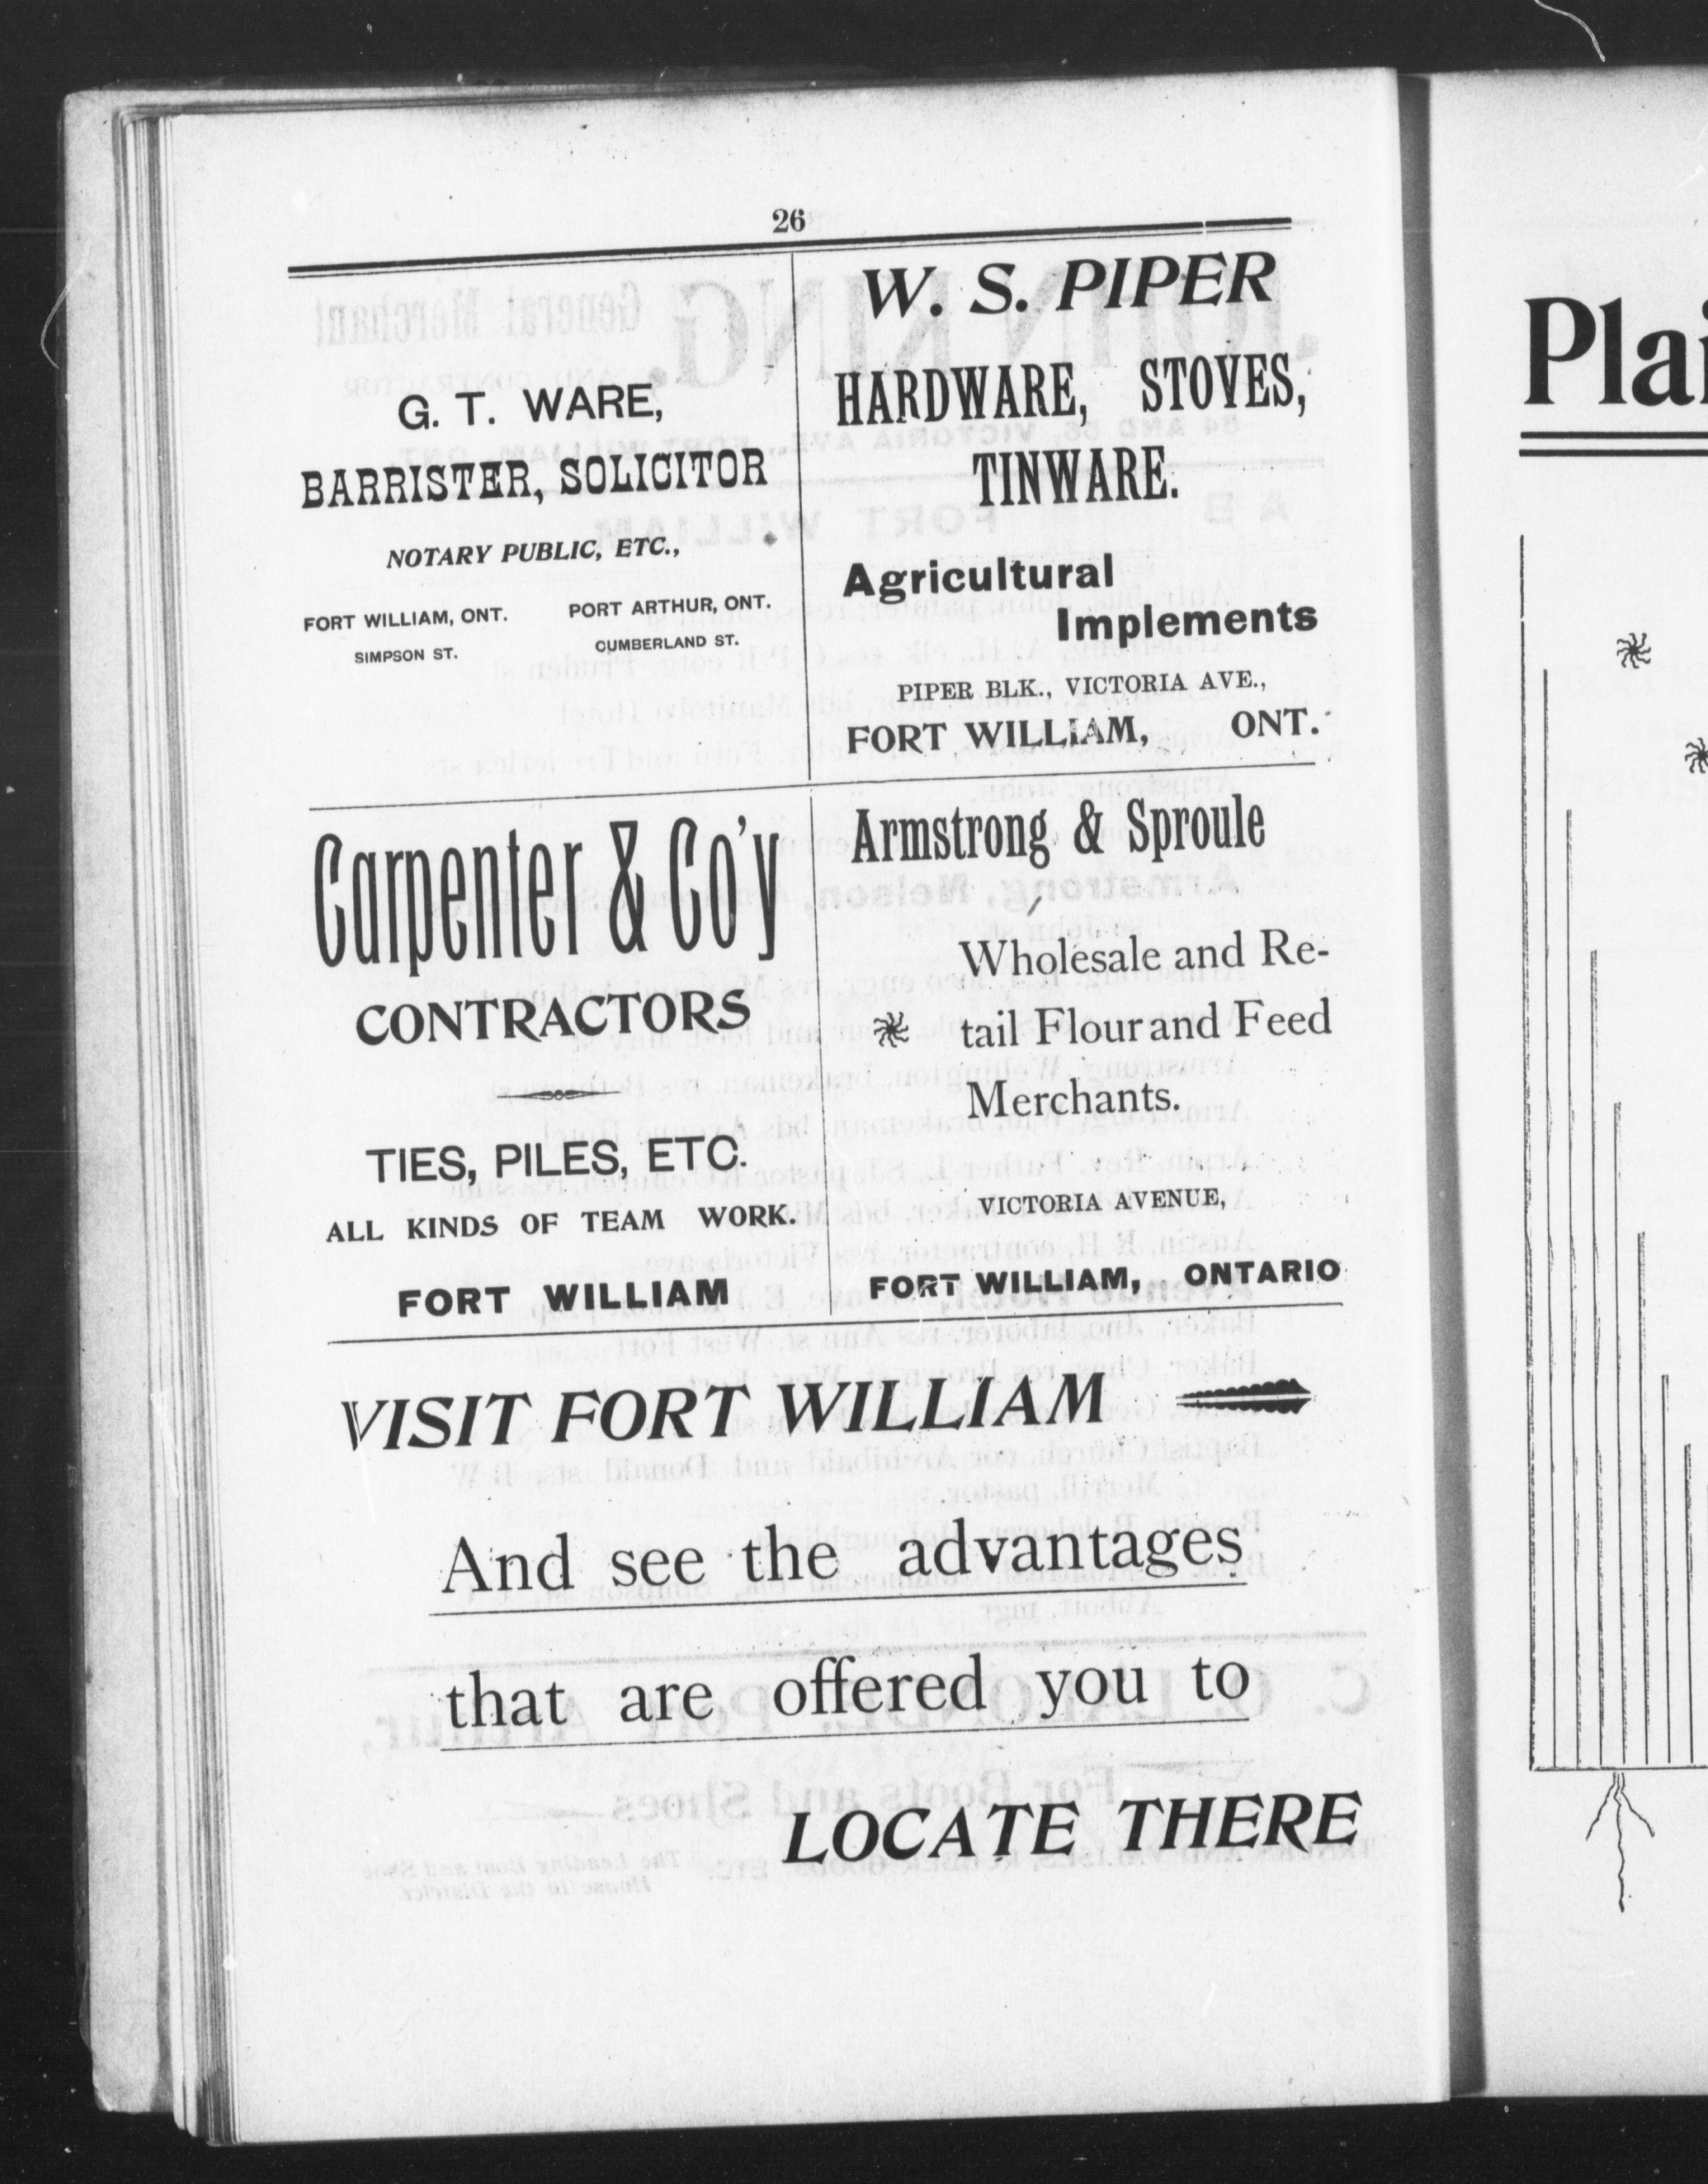 26
G. T. WARE,
BARRISTER, SOLICITOR
NOTARY PUBLIC, ETC.,
FORT WILLIAM, ONT. PORT ARTHUR, ONT.
SIMPSON ST. CUMBERLAND ST.
W. S. PIPER
HARDWARE, STOVES,
TINWARE.
Agricultural
Implements
PIPER BLK., VICTORIA AVE.,
FORT WILLIAM, ONT.
Carpenter & Co'y
CONTRACTORS
TIES, PILES, ETC.
ALL KINDS OF TEAM WORK.
FORT WILLIAM
Armstrong & Sproule
Wholesale and Re-
tail Flour and Feed
Merchants.
VICTORIA AVENUE,
FORT WILLIAM, ONTARIO
VISIT FORT WILLIAM
And see the advantages
that are offered you to
LOCATE THERE